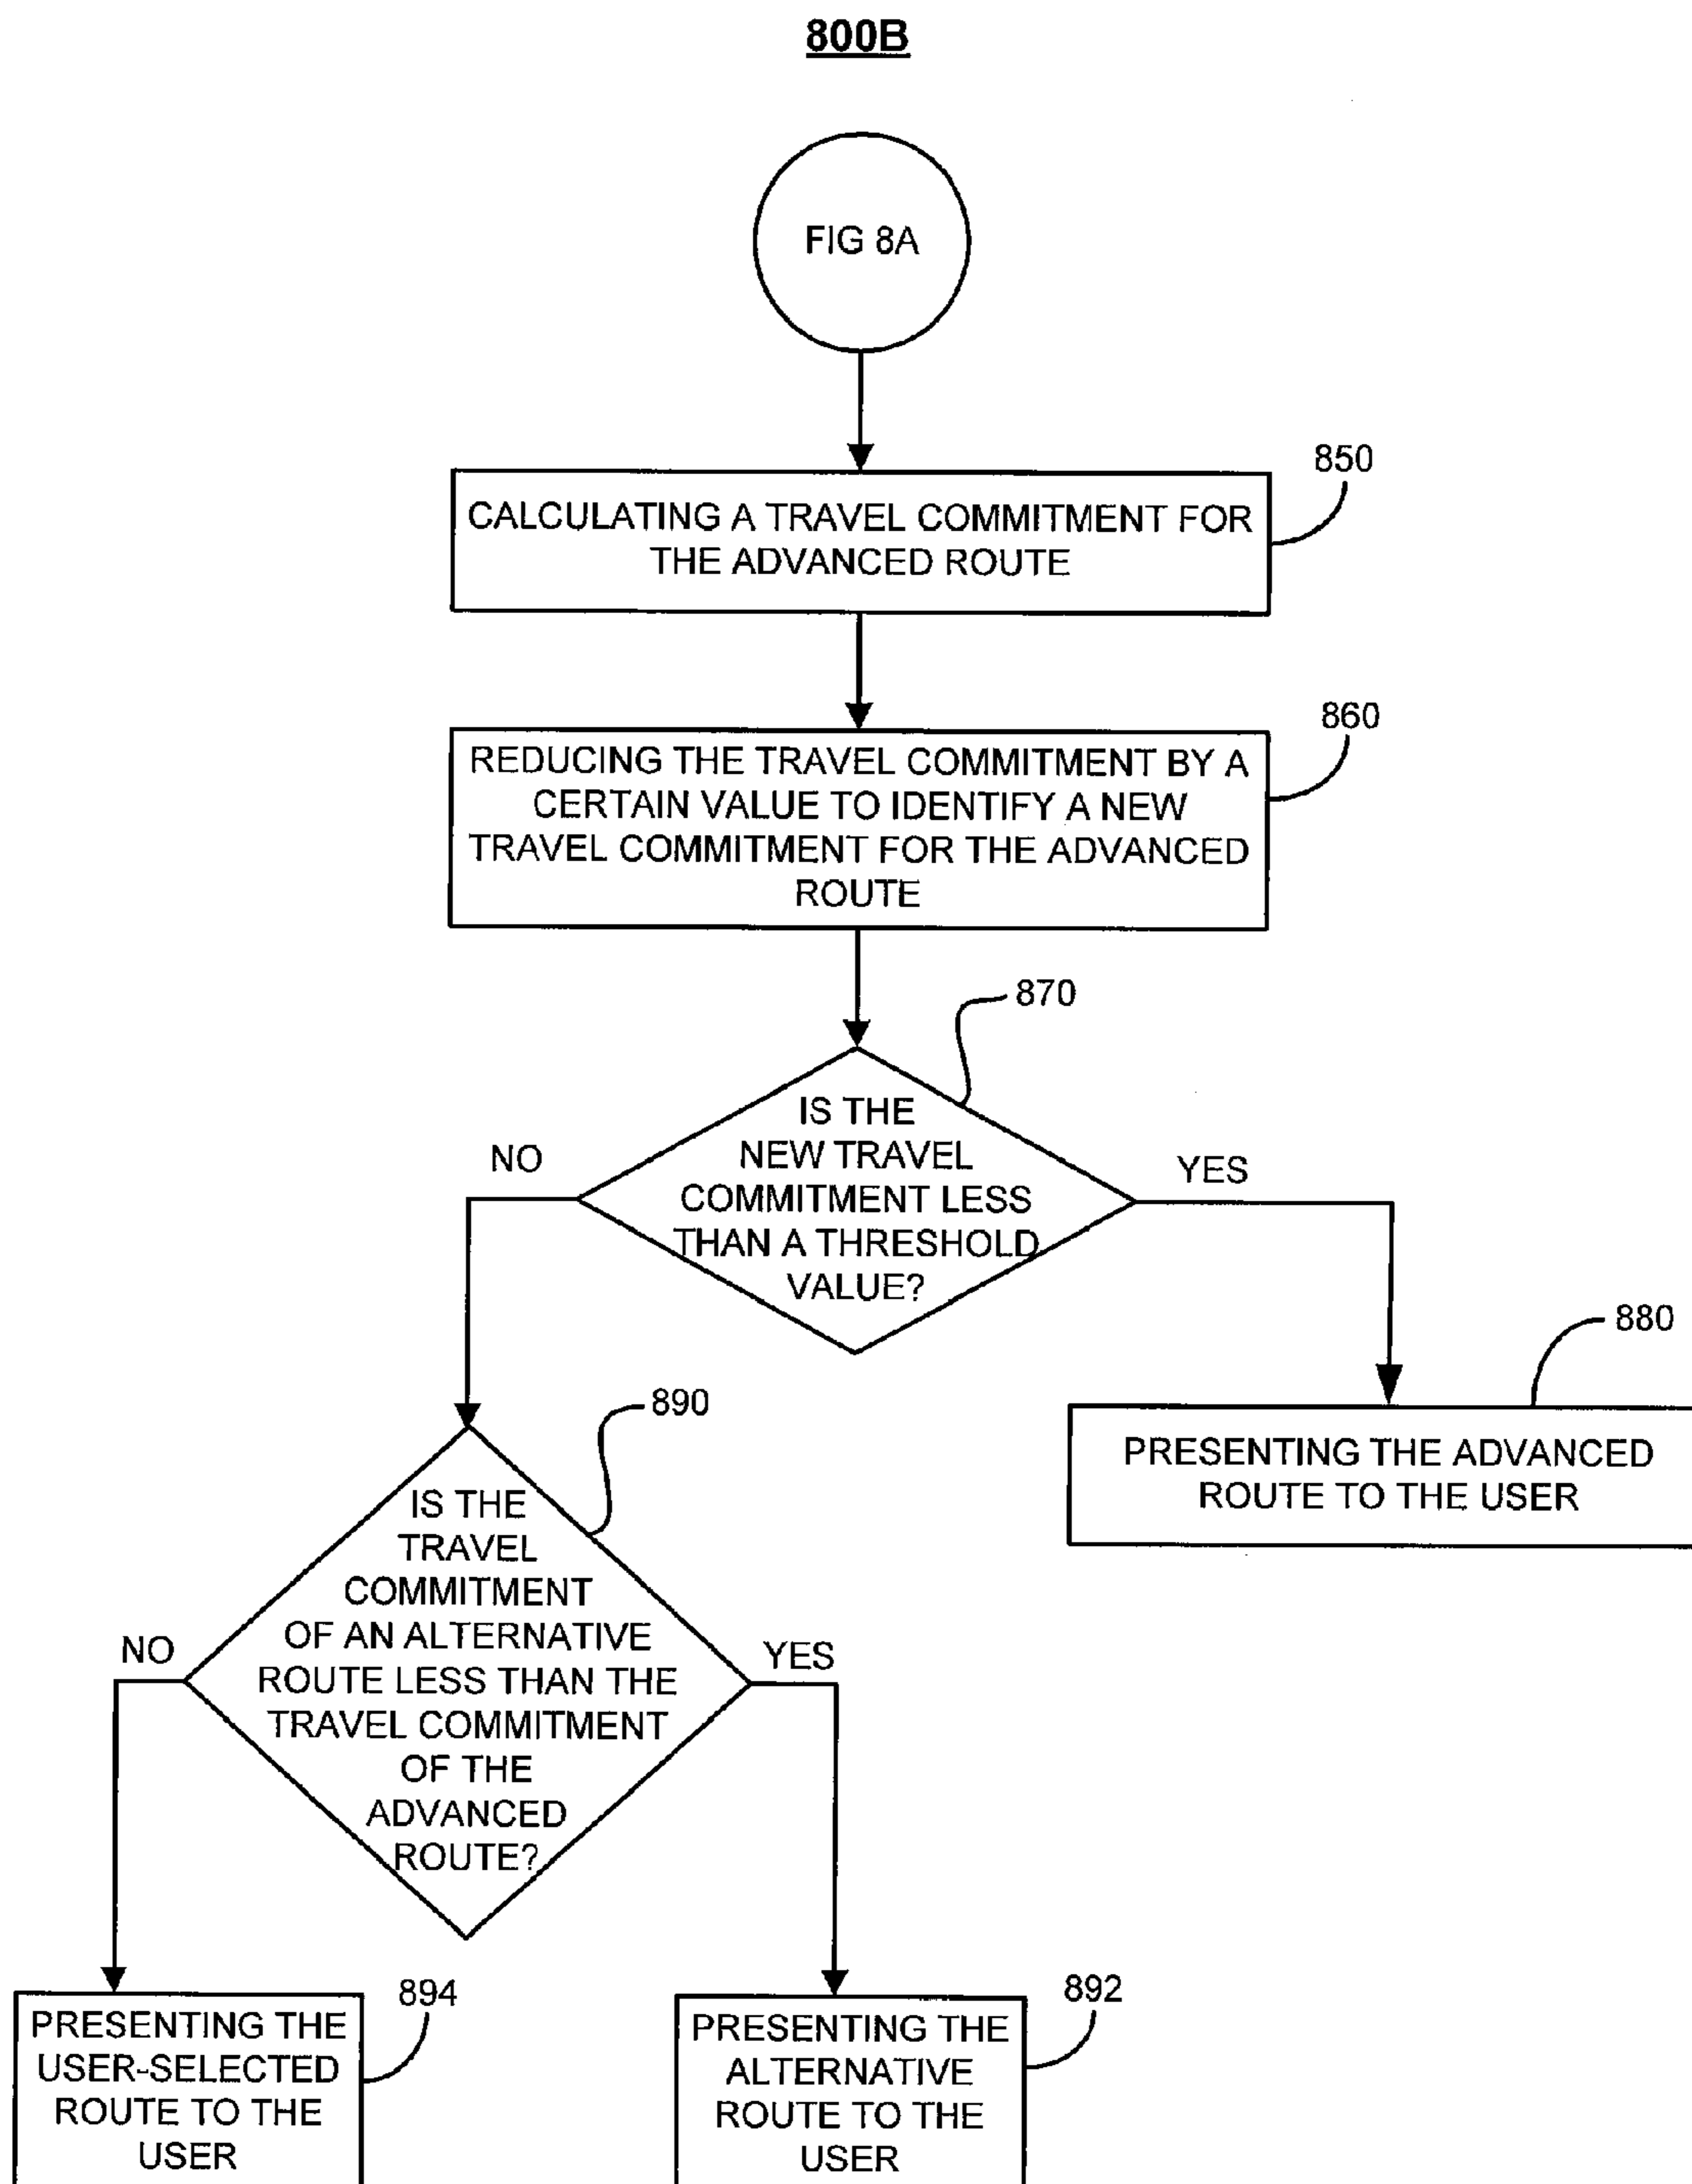 800B
FIG 8A
850
CALCULATING A TRAVEL COMMITMENT FOR
THE ADVANCED ROUTE
860
REDUCING THE TRAVEL COMMITMENT BY A
CERTAIN VALUE TO IDENTIFY A NEW
TRAVEL COMMITMENT FOR THE ADVANCED
ROUTE
870
IS THE
NEW TRAVEL
COMMITMENT LESS
THAN A THRESHOLD
VALUE?
NO
YES
880
PRESENTING THE ADVANCED
ROUTE TO THE USER
890
IS THE
TRAVEL
COMMITMENT
OF AN ALTERNATIVE
ROUTE LESS THAN THE
TRAVEL COMMITMENT
OF THE
ADVANCED
ROUTE?
NO
YES
894
PRESENTING THE
USER-SELECTED
ROUTE TO THE
USER
892
PRESENTING THE
ALTERNATIVE
ROUTE TO THE
USER